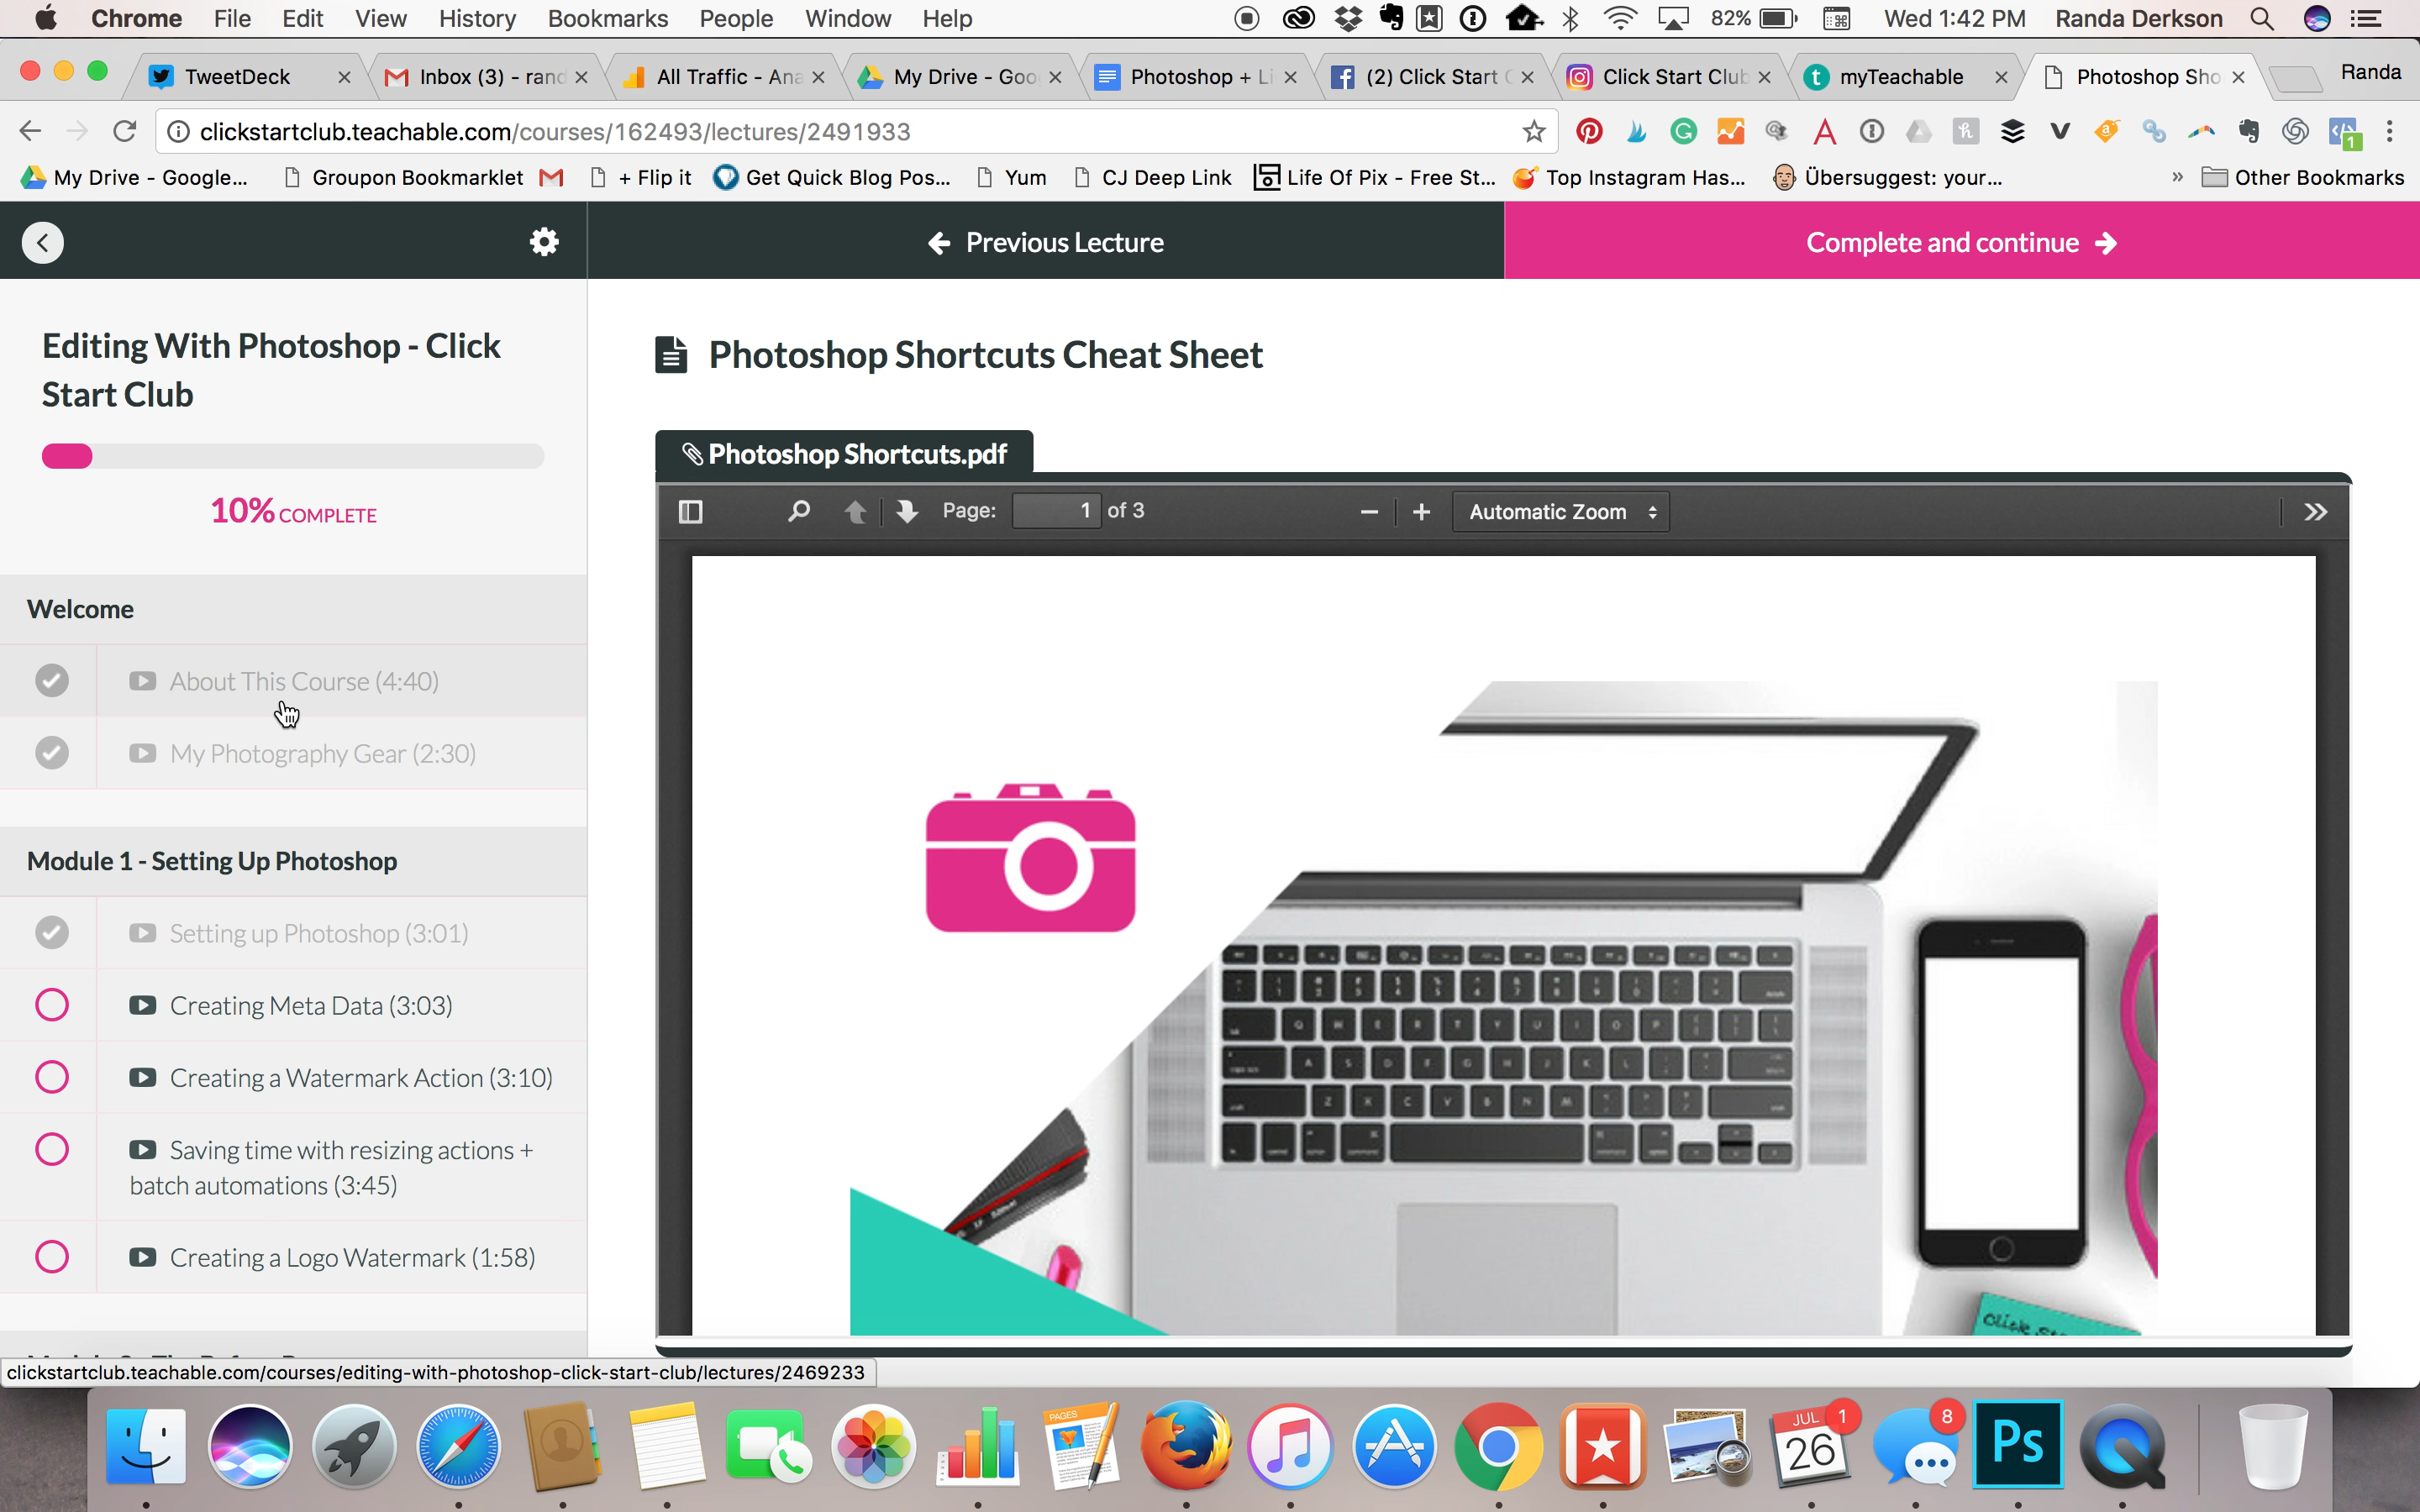 Chrome File Edit View History Bookmarks People Window Help
82% Wed 1:42 PM Randa Derkson
TweetDeck
Inbox (3) - rand
All Traffic - Ana
My Drive - Goo
Photoshop + Li
(2) Click Start C
Click Start Club
myTeachable
Photoshop Sho
Randa
clickstartclub.teachable.com/courses/162493/lectures/2491933
1
My Drive - Google...
Groupon Bookmarklet
+ Flip it
Get Quick Blog Pos...
Yum
CJ Deep Link
Life Of Pix - Free St...
Top Instagram Has...
Übersuggest: your...
» Other Bookmarks
Previous Lecture
Complete and continue
Editing With Photoshop - Click
Start Club
10% COMPLETE
Welcome
About This Course (4:40)
My Photography Gear (2:30)
Module 1 - Setting Up Photoshop
Setting up Photoshop (3:01)
Creating Meta Data (3:03)
Creating a Watermark Action (3:10)
Saving time with resizing actions +
batch automations (3:45)
Creating a Logo Watermark (1:58)
Photoshop Shortcuts Cheat Sheet
Photoshop Shortcuts.pdf
Page: 1 of 3
Automatic Zoom
clickstartclub.teachable.com/courses/editing-with-photoshop-click-start-club/lectures/2469233
PAGES
JUL
26
1
8
Ps